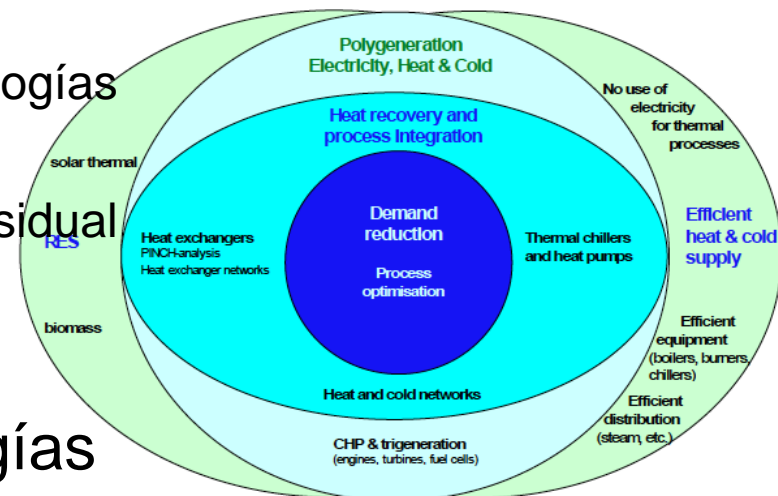 ogías
sidual.
gías
Polygeneration
Electricity, Heat & Cold
Heat recovery and
process Integration
Demand
reduction
Process
optimisation
solar thermal
RES
biomass
Heat exchangers
PINCH-analysis
Heat exchanger networks
Thermal chillers
and heat pumps
Heat and cold networks
CHP & trigeneration
(engines, turbines, fuel cells)
No use of
electricity
for thermal
processes
Efficient
heat & cold
supply
Efficient
equipment
(boilers, burners,
chillers)
Efficient
distribution
(steam, etc.)